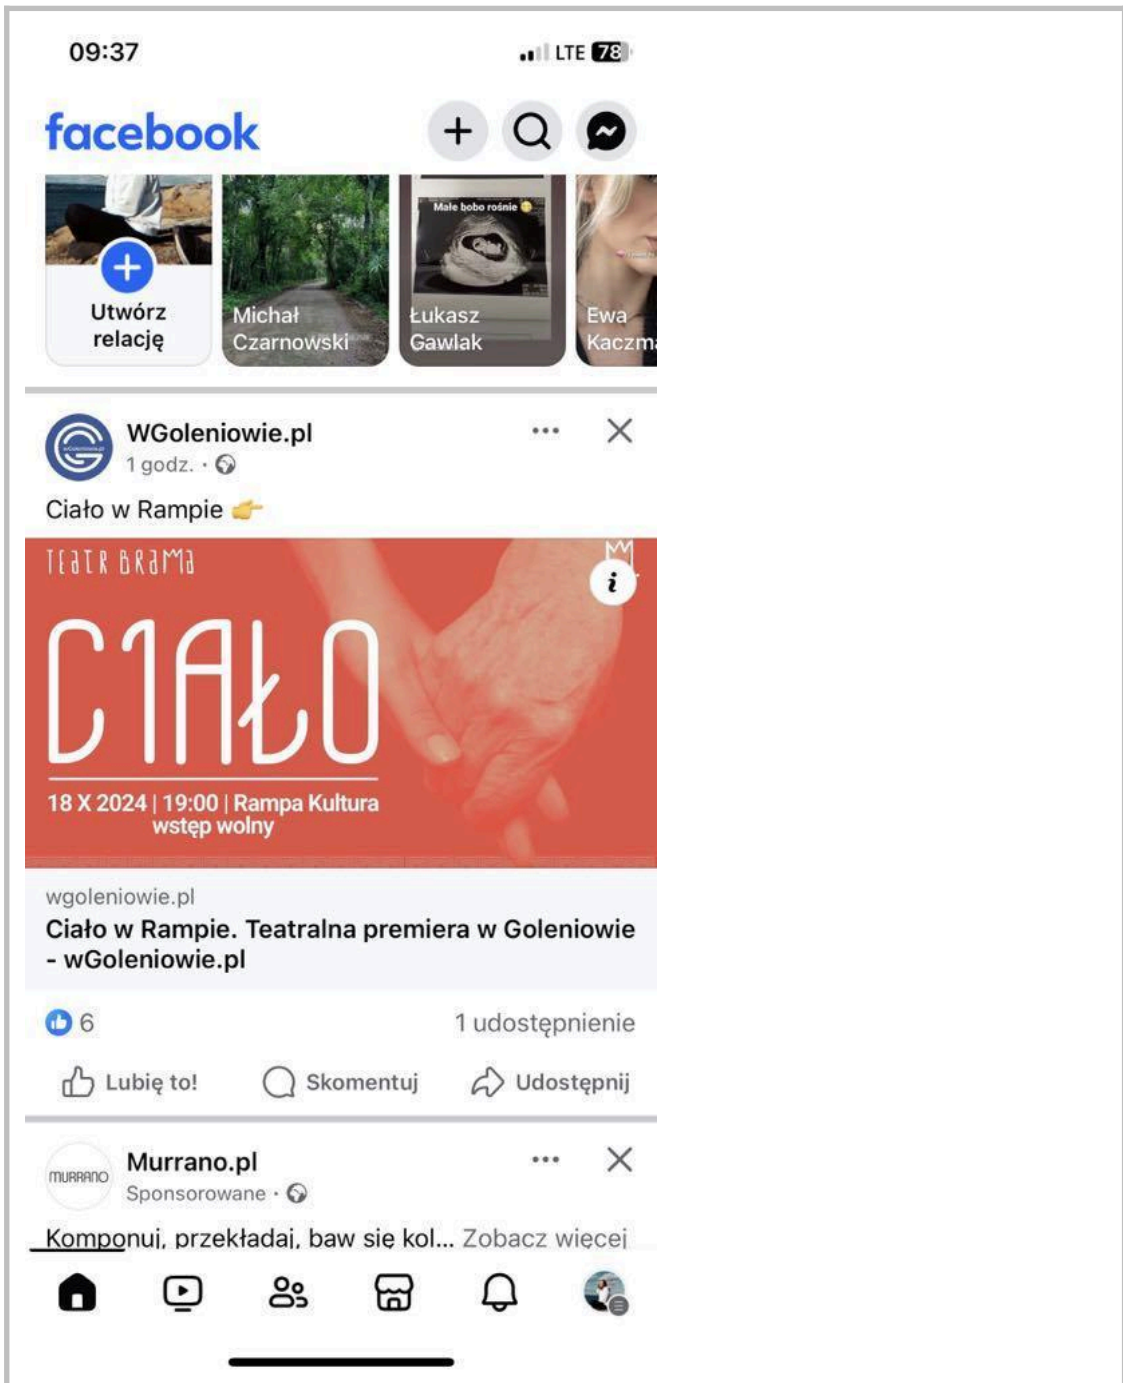 09:37
LTE 78
facebook
Małe bobo rośnie
Utwórz
relację
Michał
Czarnowski
Łukasz
Gawlak
Ewa
Kaczma
WGoleniowie.pl
1 godz.
Ciało w Rampie 👉
TEATR BRAMA
C1AŁO
18 X 2024 | 19:00 | Rampa Kultura
wstęp wolny
wgoleniowie.pl
Ciało w Rampie. Teatralna premiera w Goleniowie
- wGoleniowie.pl
6
1 udostępnienie
Lubię to!
Skomentuj
Udostępnij
MURRANO
Murrano.pl
Sponsorowane
Komponuj, przekładaj, baw się kol... Zobacz więcej